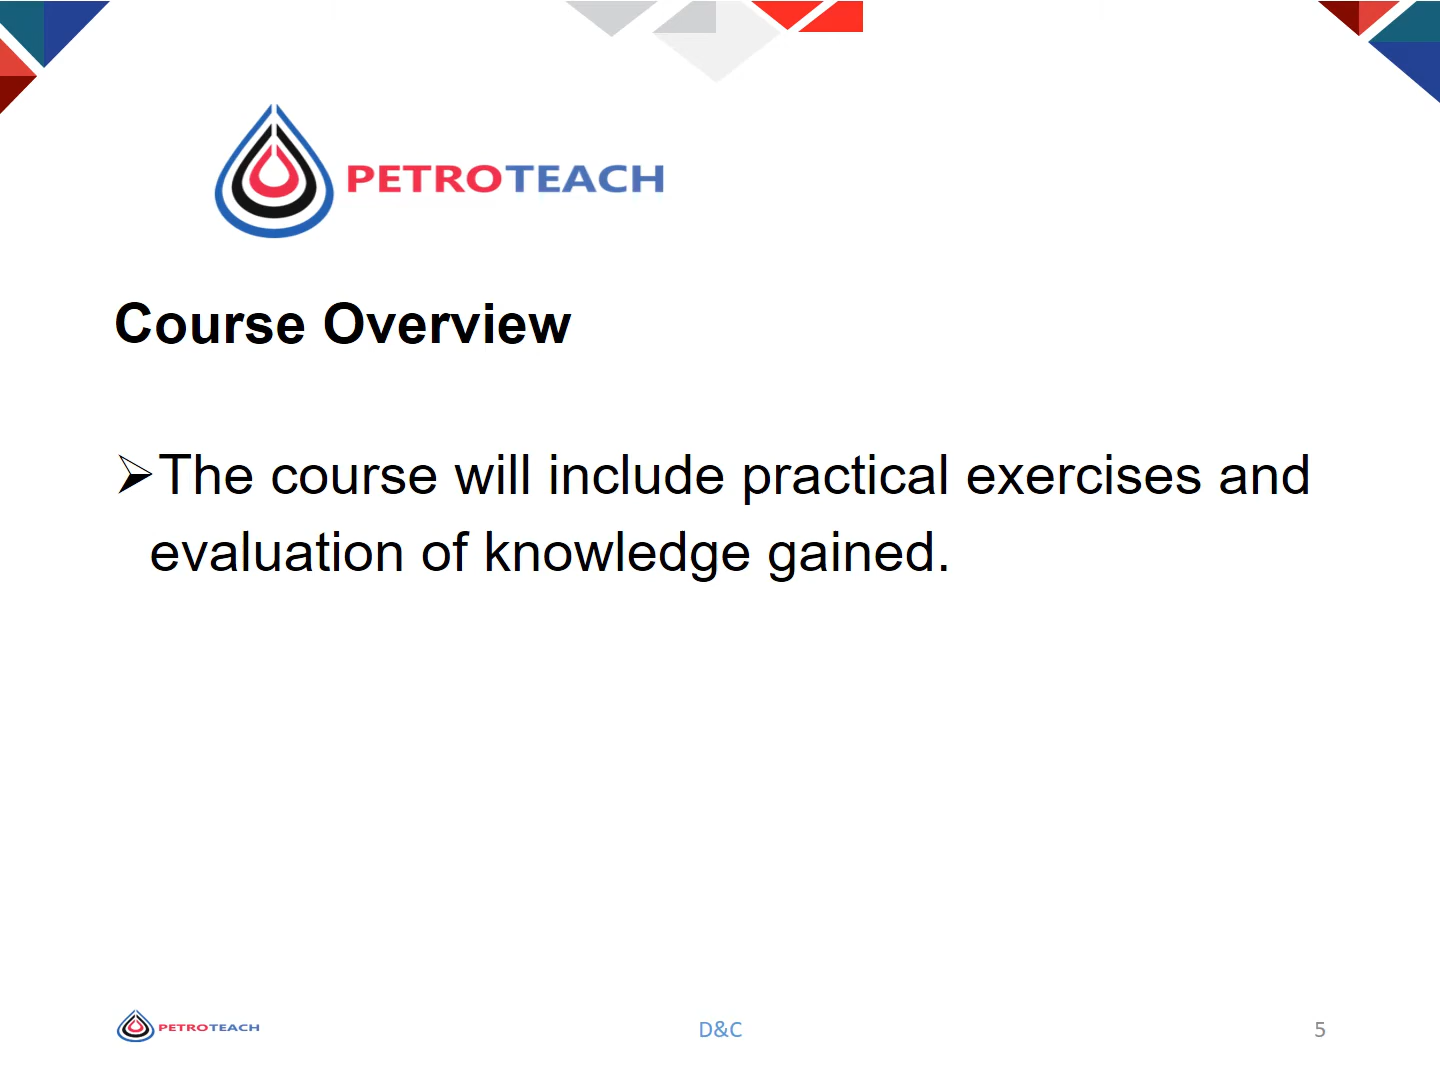 PETROTEACH
Course Overview
➢The course will include practical exercises and
evaluation of knowledge gained.
PETROTEACH
D&C
5